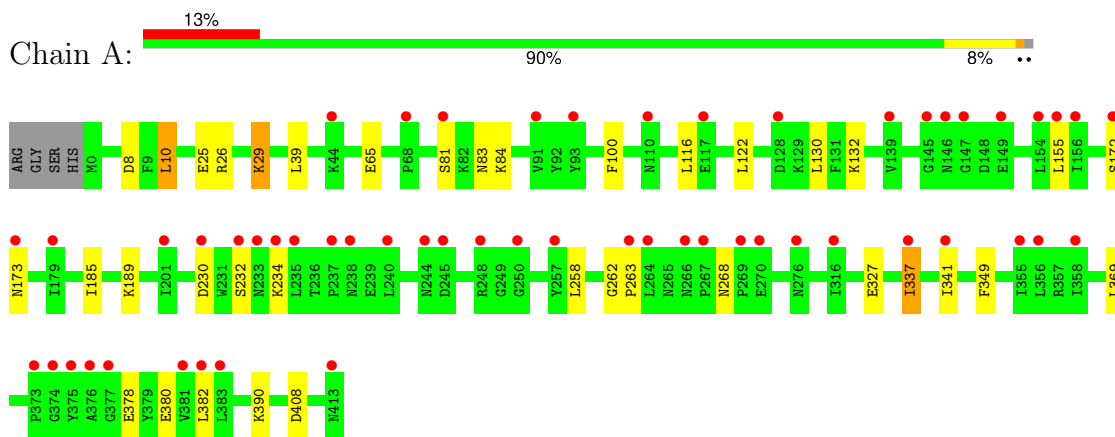 13%
Chain A:
90% 8% ••
ARG GLY SER HIS M0 D8 F9 L10 E25 R26 K29 L39 K44 E65 P68 S81 K82 N83 K84 V91 Y92 Y93 F100 N110 L116 E117 L122 D128 K129 L130 F131 K132 V139 G145 N146 G147 D148 E149 L154 L155 I156 S172
N173 I179 I185 K189 I201 D230 W231 S232 N233 K234 L235 T236 P237 N238 E239 L240 N244 D245 R248 G249 G250 Y257 L258 G262 P263 L264 N265 N266 P267 N268 P269 E270 N276 I316 E327 I337 I341 F349 I355 L356 R357 I358 L369
P373 G374 Y375 A376 G377 E378 Y379 E380 V381 L382 L383 K390 D408 N413